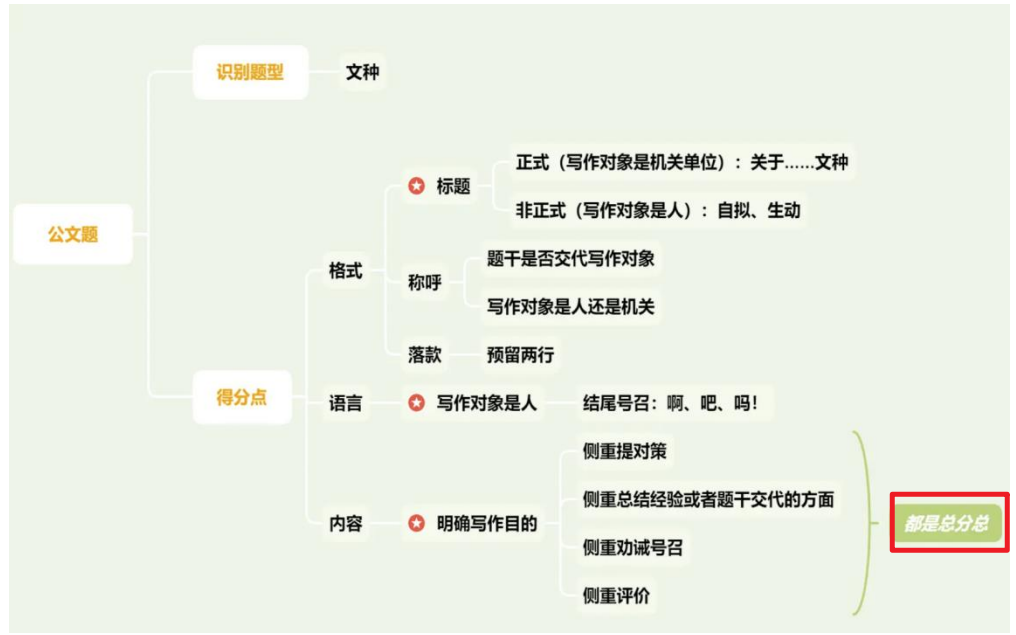 公文题
识别题型
文种
得分点
格式
标题
正式（写作对象是机关单位）：关于......文种
非正式（写作对象是人）：自拟、生动
称呼
题干是否交代写作对象
写作对象是人还是机关
落款
预留两行
语言
写作对象是人
结尾号召：啊、吧、吗！
内容
明确写作目的
侧重提对策
侧重总结经验或者题干交代的方面
侧重劝诫号召
侧重评价
都是总分总